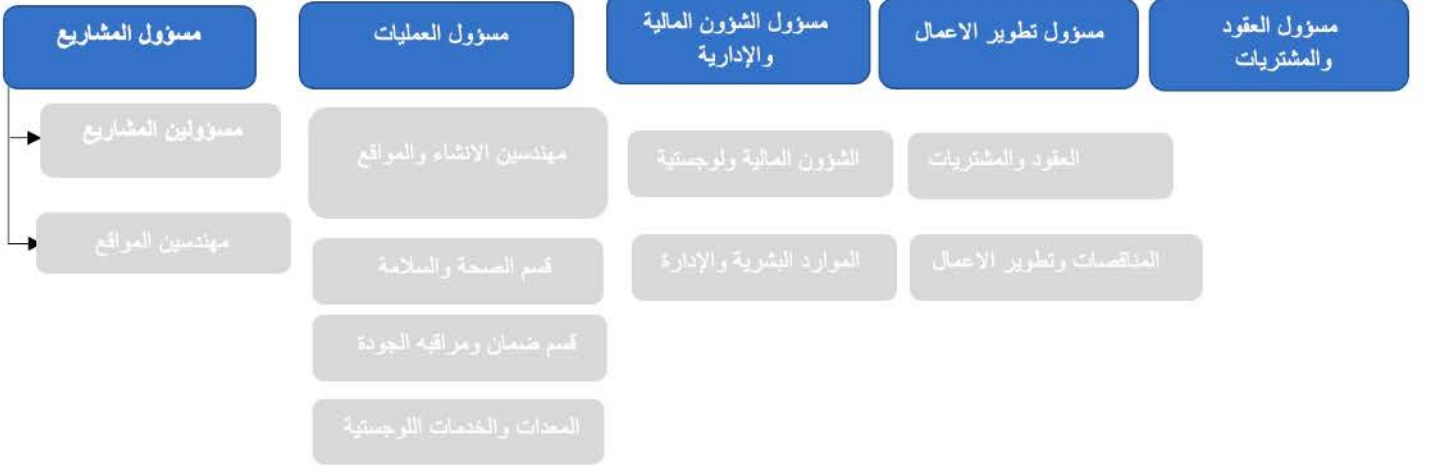 مسؤول العقود
والمشتريات
مسؤول تطوير الاعمال
مسؤول الشؤون المالية
والإدارية
مسؤول العمليات
مسؤول المشاريع
العقود والمشتريات
الشؤون المالية ولوجستية
مهندسين الانشاء والمواقع
مسؤولين المشاريع
المناقصات وتطوير الاعمال
الموارد البشرية والإدارة
قسم الصحة والسلامة
مهندسين المواقع
قسم ضمان ومراقبه الجودة
المعدات والخدمات اللوجستية